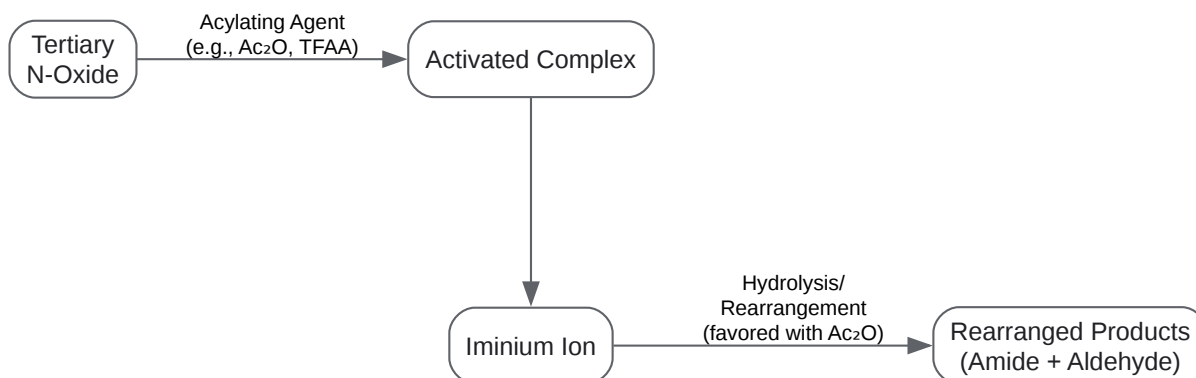 Tertiary
N-Oxide
Acylating Agent
(e.g., Ac₂O, TFAA)
Activated Complex
Iminium Ion
Hydrolysis/
Rearrangement
(favored with Ac₂O)
Rearranged Products
(Amide + Aldehyde)